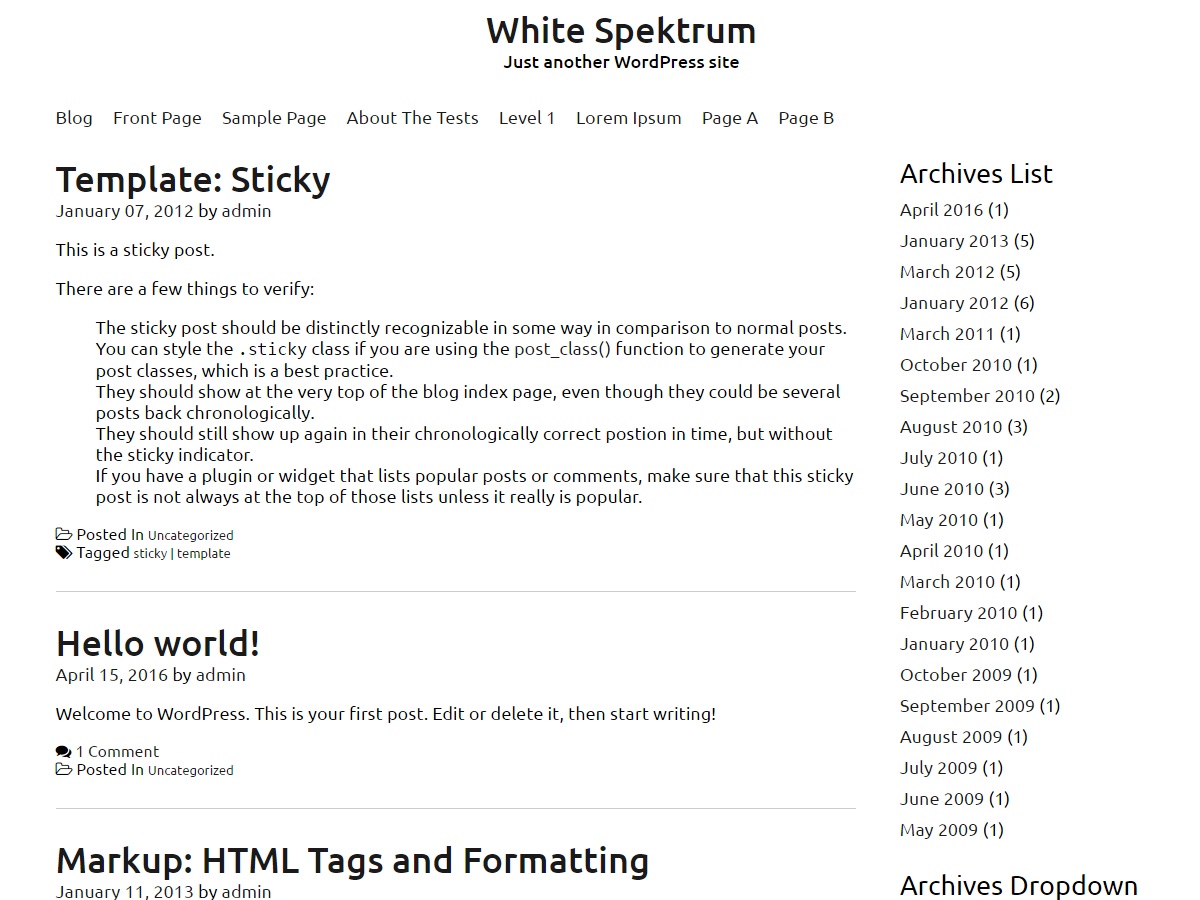 White Spektrum
Just another WordPress site
Blog Front Page Sample Page About The Tests Level 1 Lorem Ipsum Page A Page B
Template: Sticky
January 07, 2012 by admin
This is a sticky post.
There are a few things to verify:
The sticky post should be distinctly recognizable in some way in comparison to normal posts.
You can style the .sticky class if you are using the post_class() function to generate your
post classes, which is a best practice.
They should show at the very top of the blog index page, even though they could be several
posts back chronologically.
They should still show up again in their chronologically correct postion in time, but without
the sticky indicator.
If you have a plugin or widget that lists popular posts or comments, make sure that this sticky
post is not always at the top of those lists unless it really is popular.
Posted In Uncategorized
Tagged sticky | template
Hello world!
April 15, 2016 by admin
Welcome to WordPress. This is your first post. Edit or delete it, then start writing!
1 Comment
Posted In Uncategorized
Markup: HTML Tags and Formatting
January 11, 2013 by admin
Archives List
April 2016 (1)
January 2013 (5)
March 2012 (5)
January 2012 (6)
March 2011 (1)
October 2010 (1)
September 2010 (2)
August 2010 (3)
July 2010 (1)
June 2010 (3)
May 2010 (1)
April 2010 (1)
March 2010 (1)
February 2010 (1)
January 2010 (1)
October 2009 (1)
September 2009 (1)
August 2009 (1)
July 2009 (1)
June 2009 (1)
May 2009 (1)
Archives Dropdown